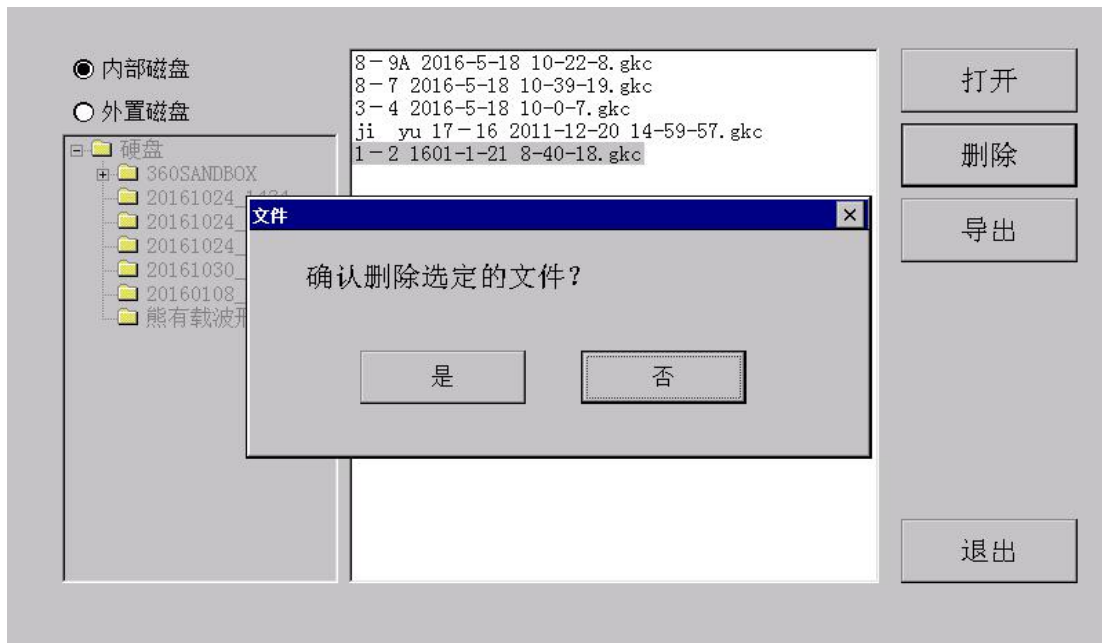 内部磁盘
外置磁盘
硬盘
360SANDBOX
20161024_1434
20161024_
20161024_
20161030_
20160108_
熊有载波形
8－9A 2016-5-18 10-22-8.gkc
8－7 2016-5-18 10-39-19.gkc
3－4 2016-5-18 10-0-7.gkc
ji yu 17－16 2011-12-20 14-59-57.gkc
1－2 1601-1-21 8-40-18.gkc
文件
确认删除选定的文件?
是
否
打开
删除
导出
退出